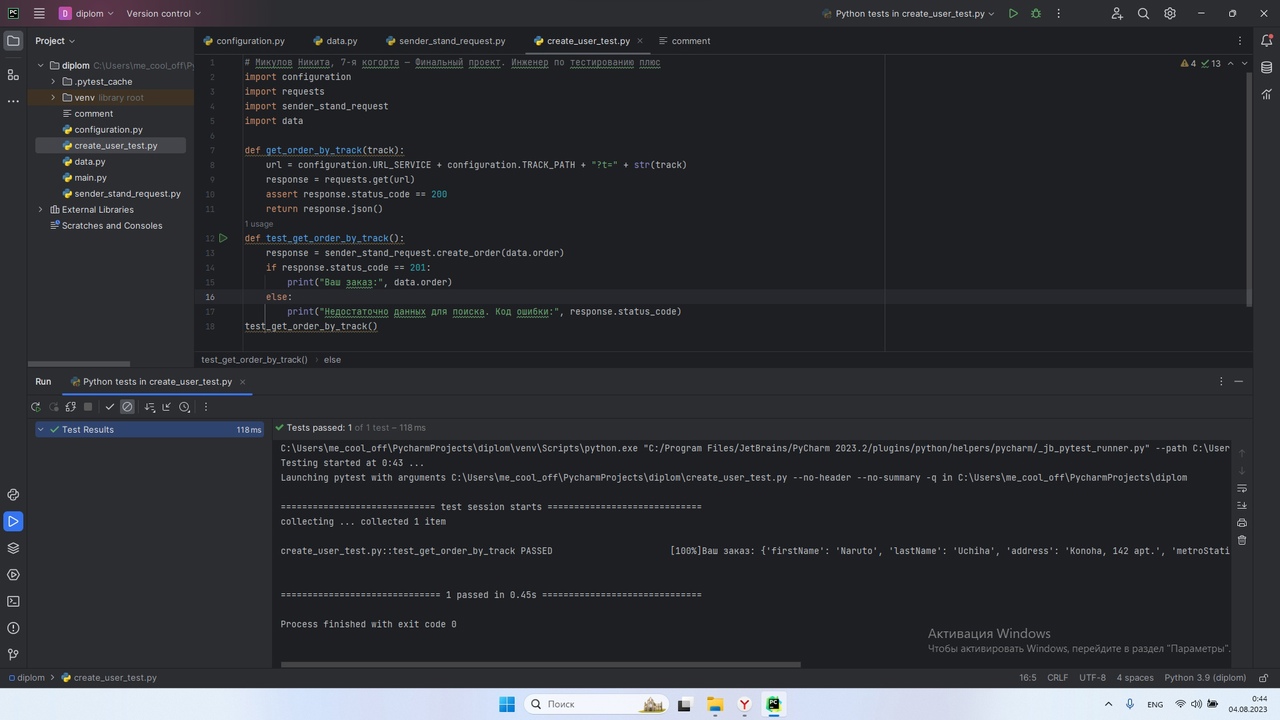 D diplom Version control Python tests in create_user_test.py
Project configuration.py data.py sender_stand_request.py create_user_test.py comment
diplom C:\Users\me_cool_off\P
.pytest_cache
venv library root
comment
configuration.py
create_user_test.py
data.py
main.py
sender_stand_request.py
External Libraries
Scratches and Consoles
4 13
1 # Микулов Никита, 7-я когорта — Финальный проект. Инженер по тестированию плюс
2 import configuration
3 import requests
4 import sender_stand_request
5 import data
6
7 def get_order_by_track(track):
8 url = configuration.URL_SERVICE + configuration.TRACK_PATH + "?t=" + str(track)
9 response = requests.get(url)
10 assert response.status_code == 200
11 return response.json()
1 usage
12 def test_get_order_by_track():
13 response = sender_stand_request.create_order(data.order)
14 if response.status_code == 201:
15 print("Ваш заказ:", data.order)
16 else:
17 print("Недостаточно данных для поиска. Код ошибки:", response.status_code)
18 test_get_order_by_track()
test_get_order_by_track() › else
Run Python tests in create_user_test.py
Test Results 118 ms
Tests passed: 1 of 1 test – 118 ms
C:\Users\me_cool_off\PycharmProjects\diplom\venv\Scripts\python.exe "C:/Program Files/JetBrains/PyCharm 2023.2/plugins/python/helpers/pycharm/_jb_pytest_runner.py" --path C:\User
Testing started at 0:43 ...
Launching pytest with arguments C:\Users\me_cool_off\PycharmProjects\diplom\create_user_test.py --no-header --no-summary -q in C:\Users\me_cool_off\PycharmProjects\diplom
============================= test session starts =============================
collecting ... collected 1 item
create_user_test.py::test_get_order_by_track PASSED [100%]Ваш заказ: {'firstName': 'Naruto', 'lastName': 'Uchiha', 'address': 'Konoha, 142 apt.', 'metroStati
============================== 1 passed in 0.45s ==============================
Process finished with exit code 0
Активация Windows
Чтобы активировать Windows, перейдите в раздел "Параметры".
diplom › create_user_test.py 16:5 CRLF UTF-8 4 spaces Python 3.9 (diplom)
Поиск ENG 0:44
04.08.2023